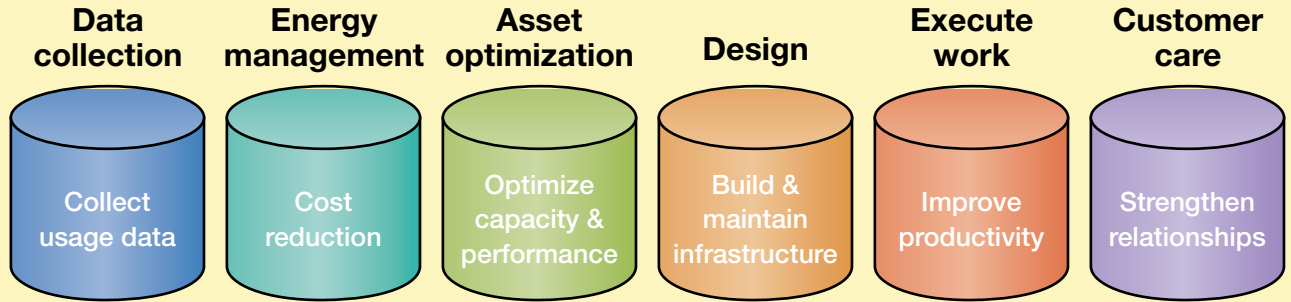 Data
collection
Energy
management
Asset
optimization
Design
Execute
work
Customer
care
Collect
usage data
Cost
reduction
Optimize
capacity &
performance
Build &
maintain
infrastructure
Improve
productivity
Strengthen
relationships